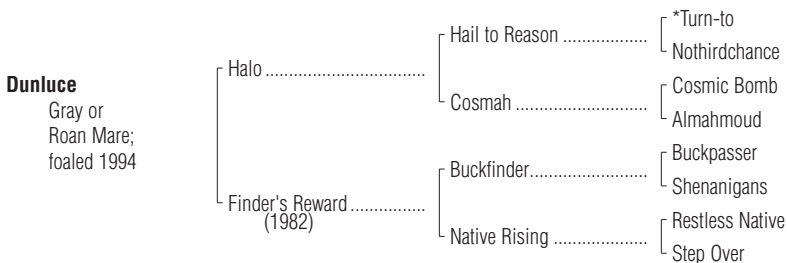 *Turn-to
Hail to Reason ..................
Nothirdchance
Halo ..................................
Dunluce
Cosmic Bomb
Gray or
Cosmah ............................
Almahmoud
Roan Mare;
foaled 1994
Buckpasser
Buckfinder.........................
Shenanigans
Finder's Reward ................
(1982)
Restless Native
Native Rising ....................
Step Over